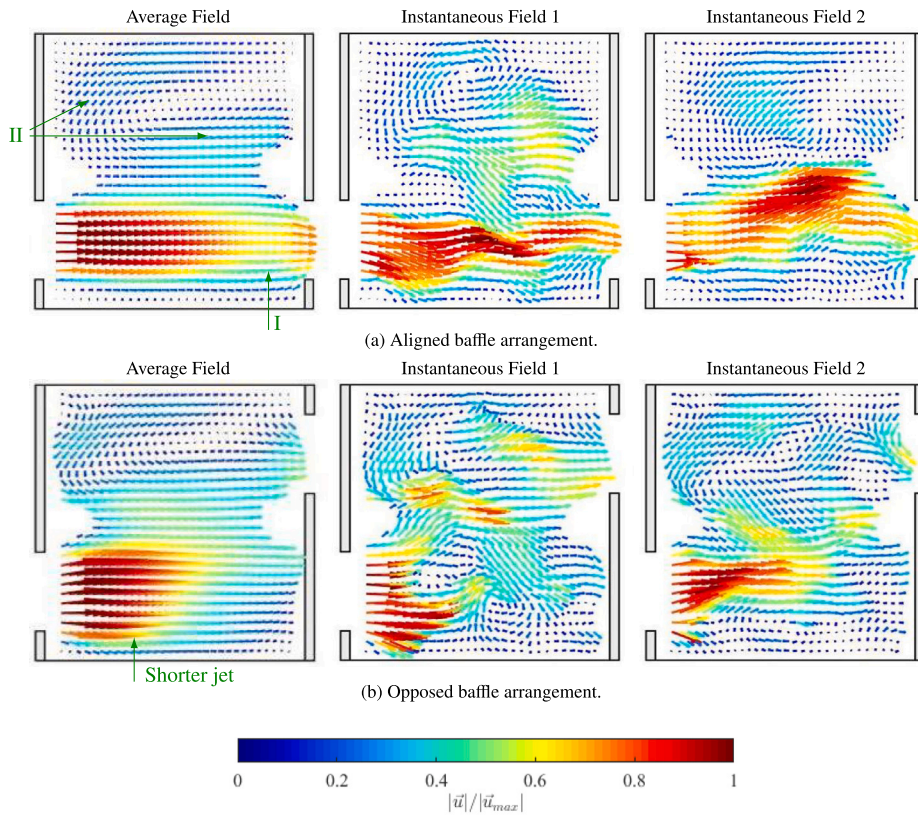 Average Field Instantaneous Field 1 Instantaneous Field 2
II
I
(a) Aligned baffle arrangement.
Average Field Instantaneous Field 1 Instantaneous Field 2
Shorter jet
(b) Opposed baffle arrangement.
0 0.2 0.4 0.6 0.8 1
|u⃗|/|u⃗max|